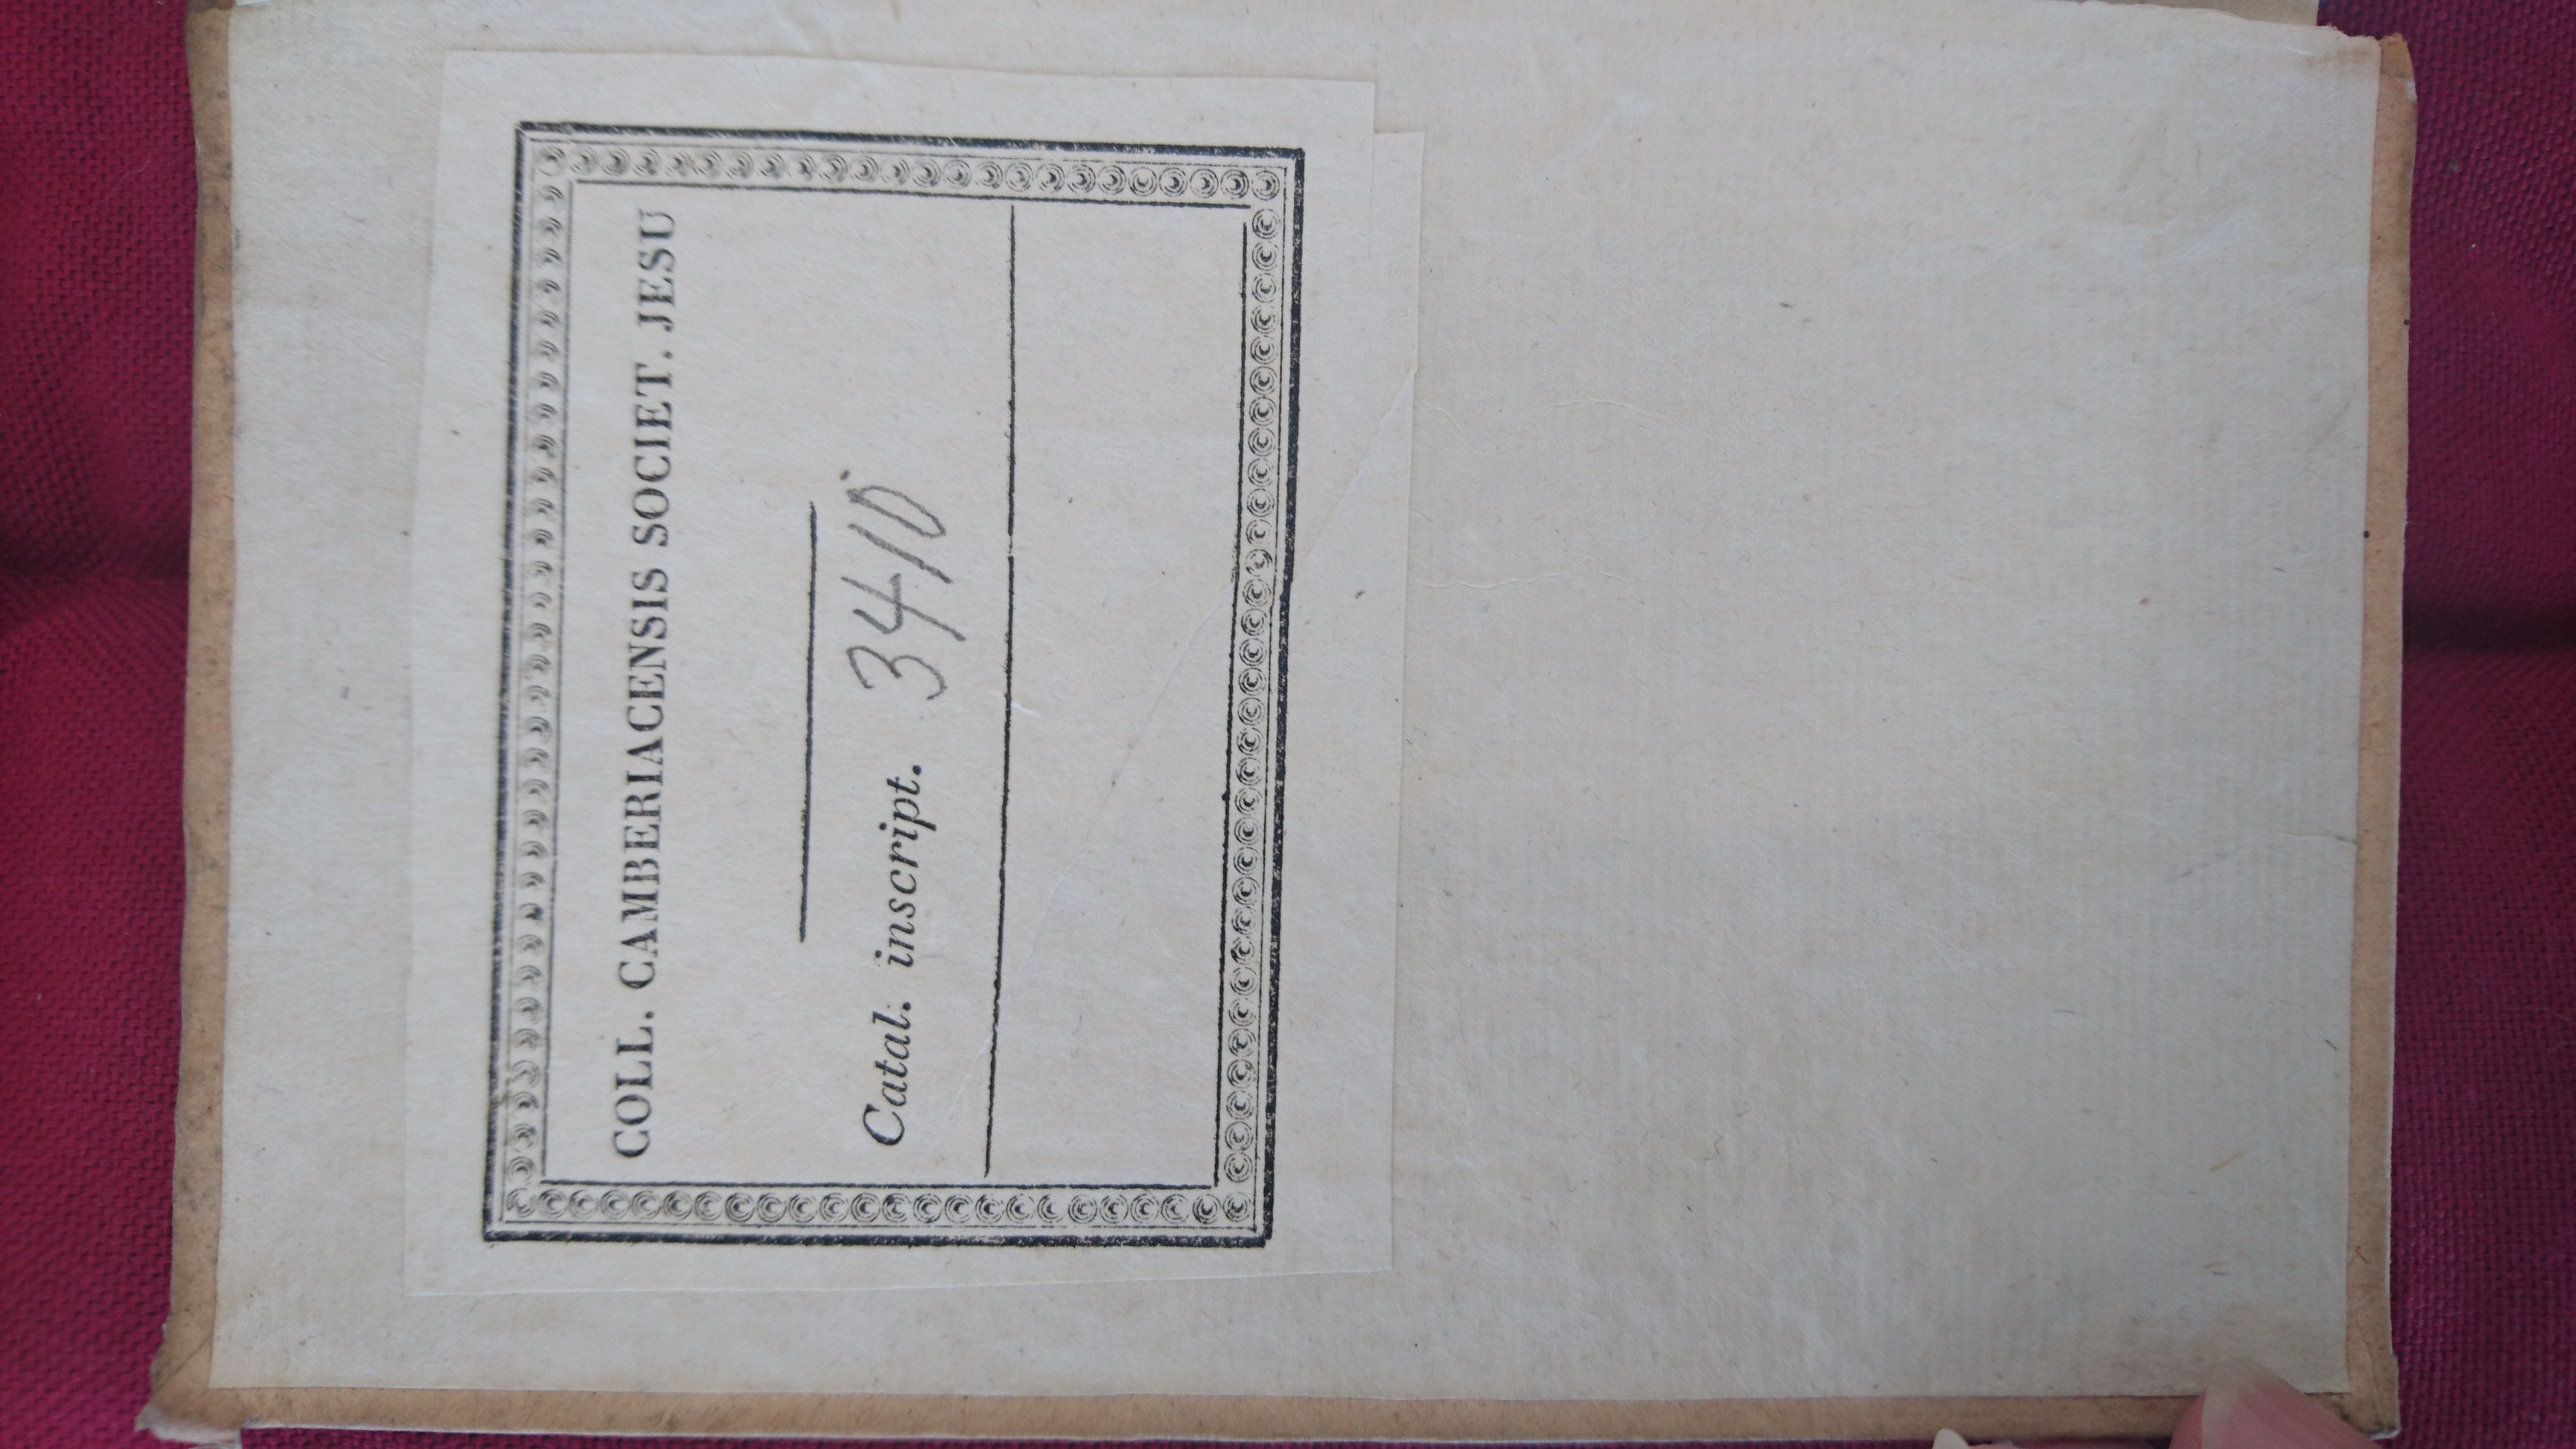 COLL. CAMBERIACENSIS SOCIET. JESU
Catal. inscript. 3410